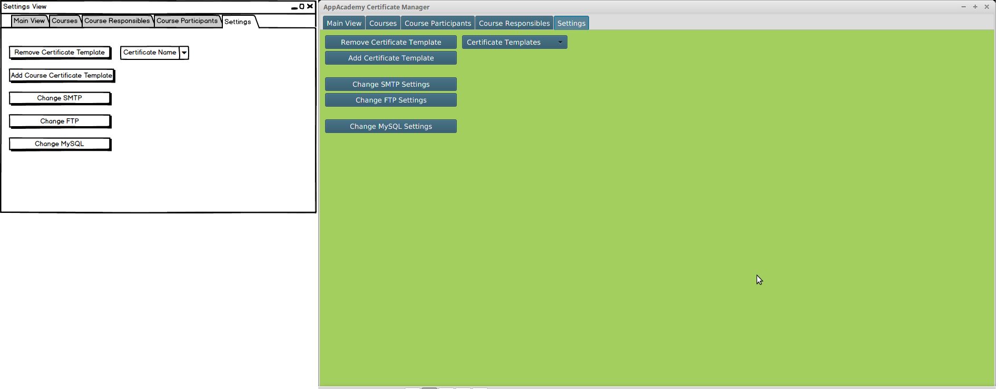 Settings View
Main View Courses Course Responsibles Course Participants Settings
Remove Certificate Template Certificate Name
Add Course Certificate Template
Change SMTP
Change FTP
Change MySQL
AppAcademy Certificate Manager
Main View Courses Course Participants Course Responsibles Settings
Remove Certificate Template Certificate Templates
Add Certificate Template
Change SMTP Settings
Change FTP Settings
Change MySQL Settings